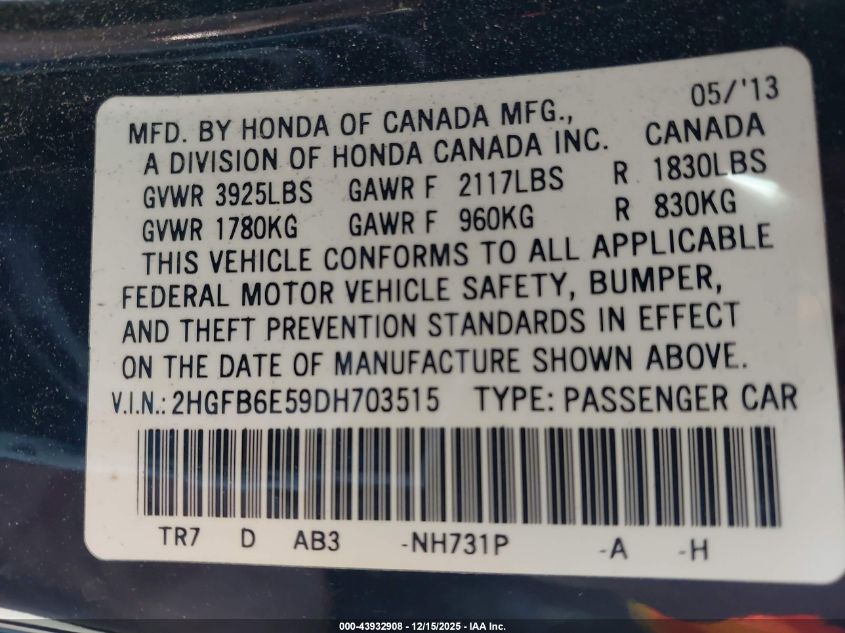 05/'13
MFD. BY HONDA OF CANADA MFG., CANADA
A DIVISION OF HONDA CANADA INC.
GVWR 3925LBS GAWR F 2117LBS R 1830LBS
GVWR 1780KG GAWR F 960KG R 830KG
THIS VEHICLE CONFORMS TO ALL APPLICABLE
FEDERAL MOTOR VEHICLE SAFETY, BUMPER,
AND THEFT PREVENTION STANDARDS IN EFFECT
ON THE DATE OF MANUFACTURE SHOWN ABOVE.
V.I.N.: 2HGFB6E59DH703515 TYPE: PASSENGER CAR
TR7 D AB3 -NH731P -A -H
000-43932908 - 12/15/2025 - IAA Inc.